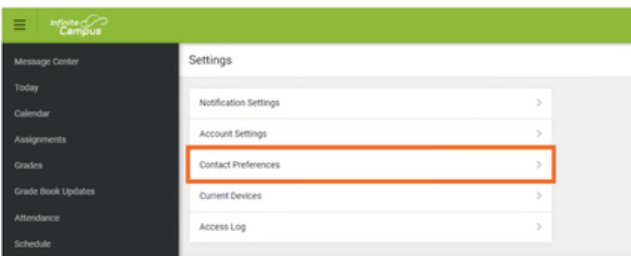 Infinite
Campus
Message Center
Today
Calendar
Assignments
Grades
Grade Book Updates
Attendance
Schedule
Settings
Notification Settings
Account Settings
Contact Preferences
Current Devices
Access Log